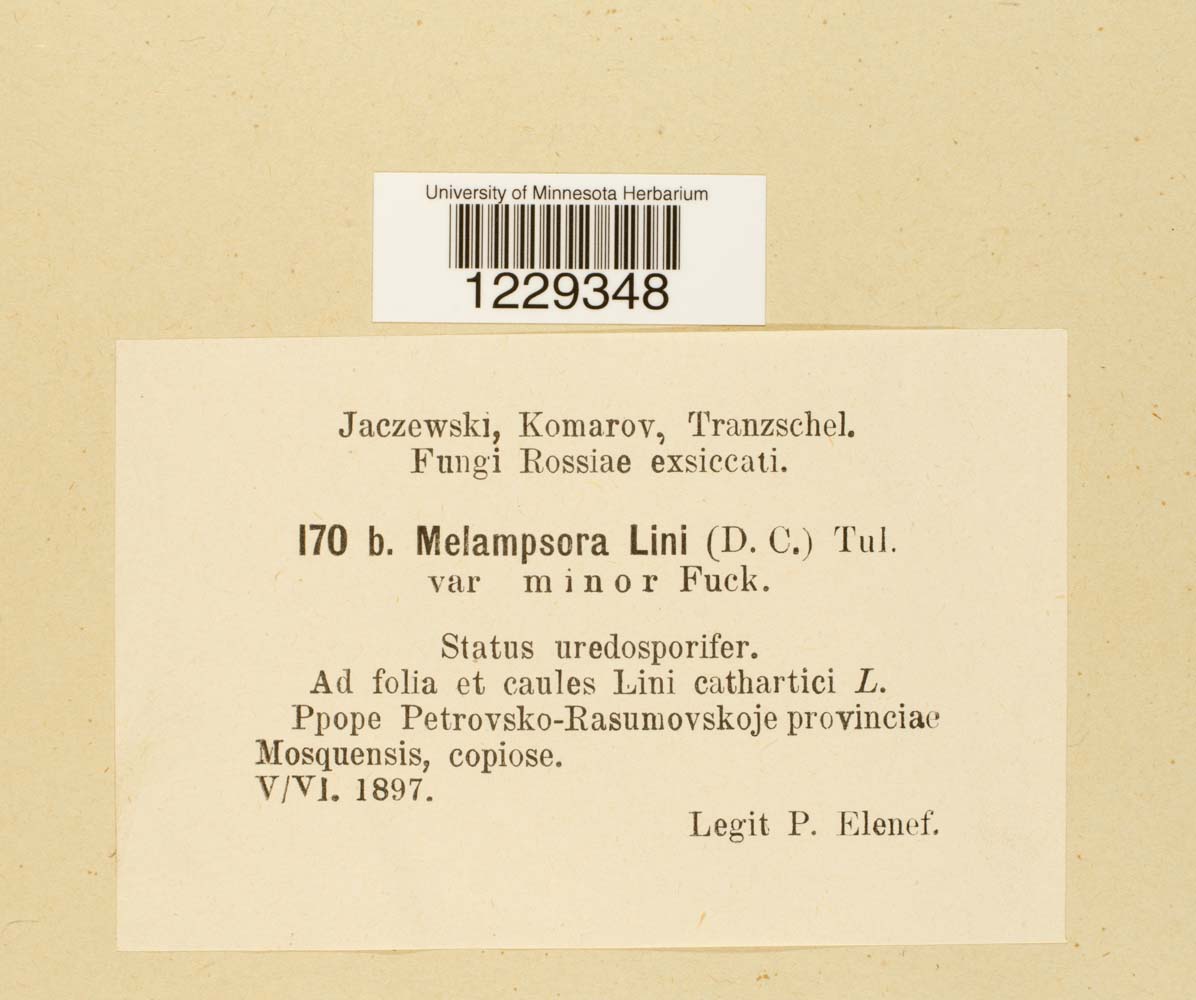 University of Minnesota Herbarium
1229348
Jaczewski, Komarov, Tranzschel.
Fungi Rossiae exsiccati.
170 b. Melampsora Lini (D. C.) Tul.
var minor Fuck.
Status uredosporifer.
Ad folia et caules Lini cathartici L.
Ppope Petrovsko-Rasumovskoje provinciae
Mosquensis, copiose.
V/VI. 1897.
Legit P. Elenef.